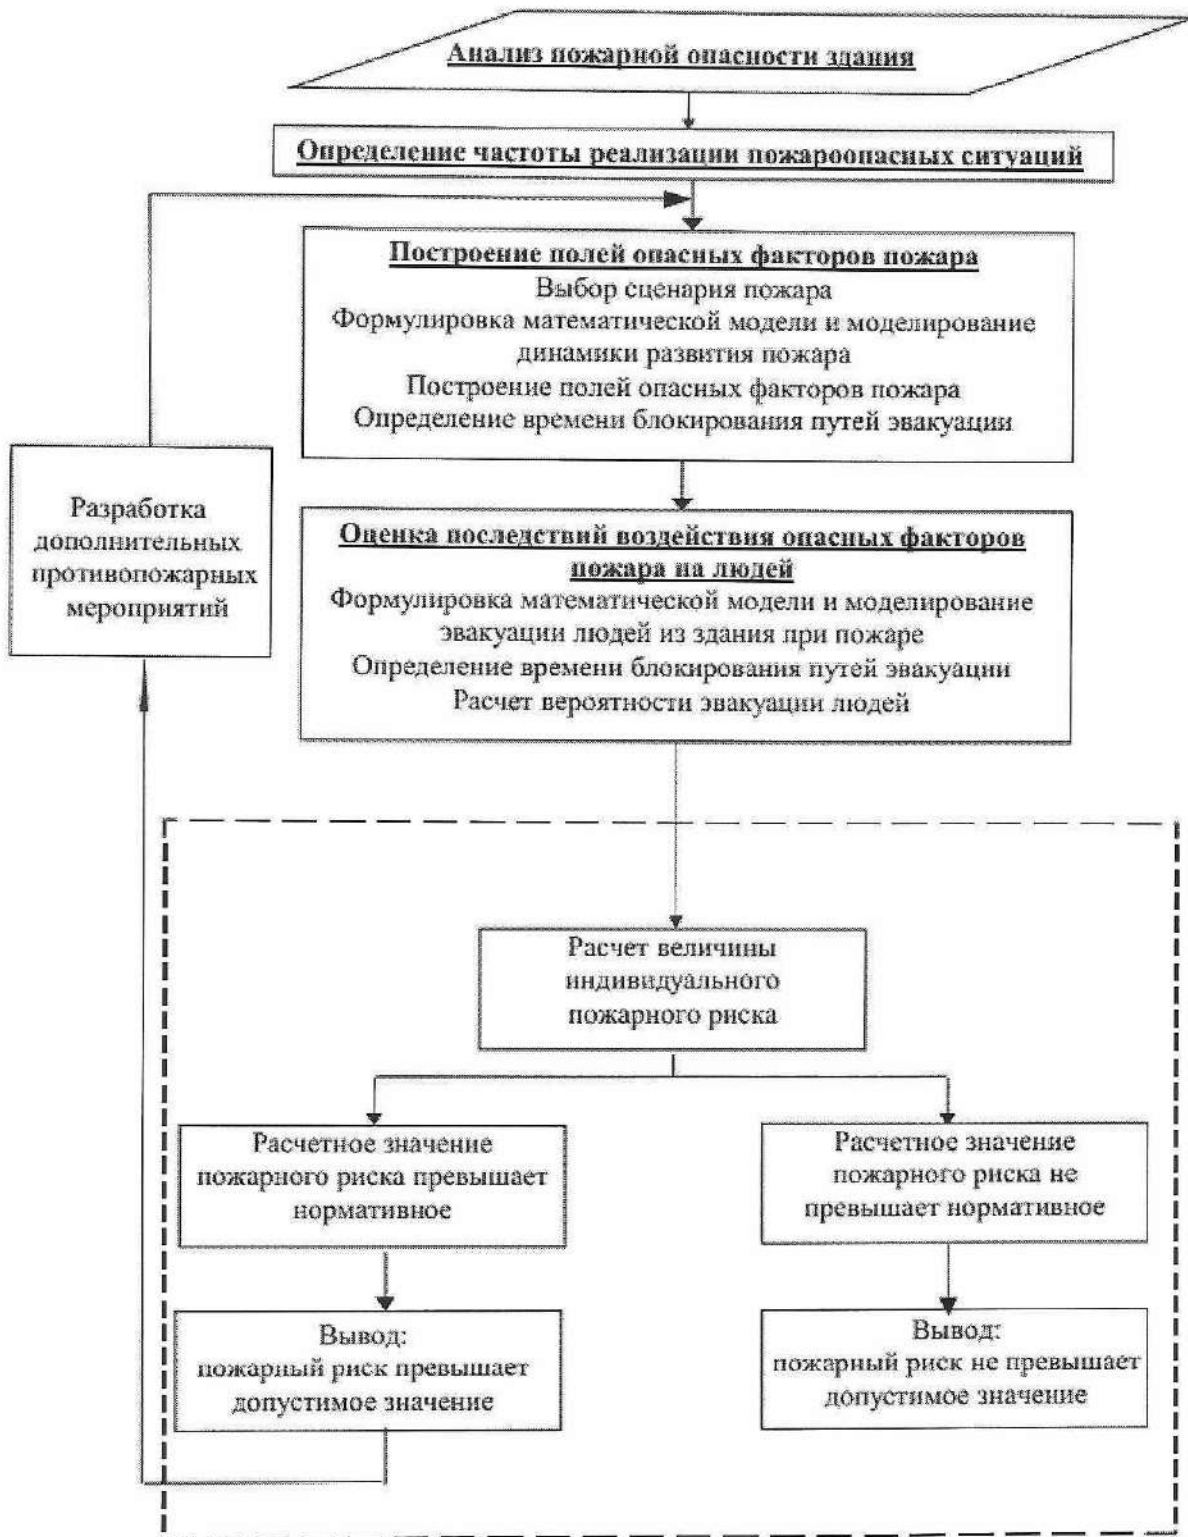 Анализ пожарной опасности здания
Определение частоты реализации пожароопасных ситуаций
Построение полей опасных факторов пожара
Выбор сценария пожара
Формулировка математической модели и моделирование
динамики развития пожара
Построение полей опасных факторов пожара
Определение времени блокирования путей эвакуации
Разработка
дополнительных
противопожарных
мероприятий
Оценка последствий воздействия опасных факторов
пожара на людей
Формулировка математической модели и моделирование
эвакуации людей из здания при пожаре
Определение времени блокирования путей эвакуации
Расчет вероятности эвакуации людей
Расчет величины
индивидуального
пожарного риска
Расчетное значение
пожарного риска превышает
нормативное
Расчетное значение
пожарного риска не
превышает нормативное
Вывод:
пожарный риск превышает
допустимое значение
Вывод:
пожарный риск не превышает
допустимое значение